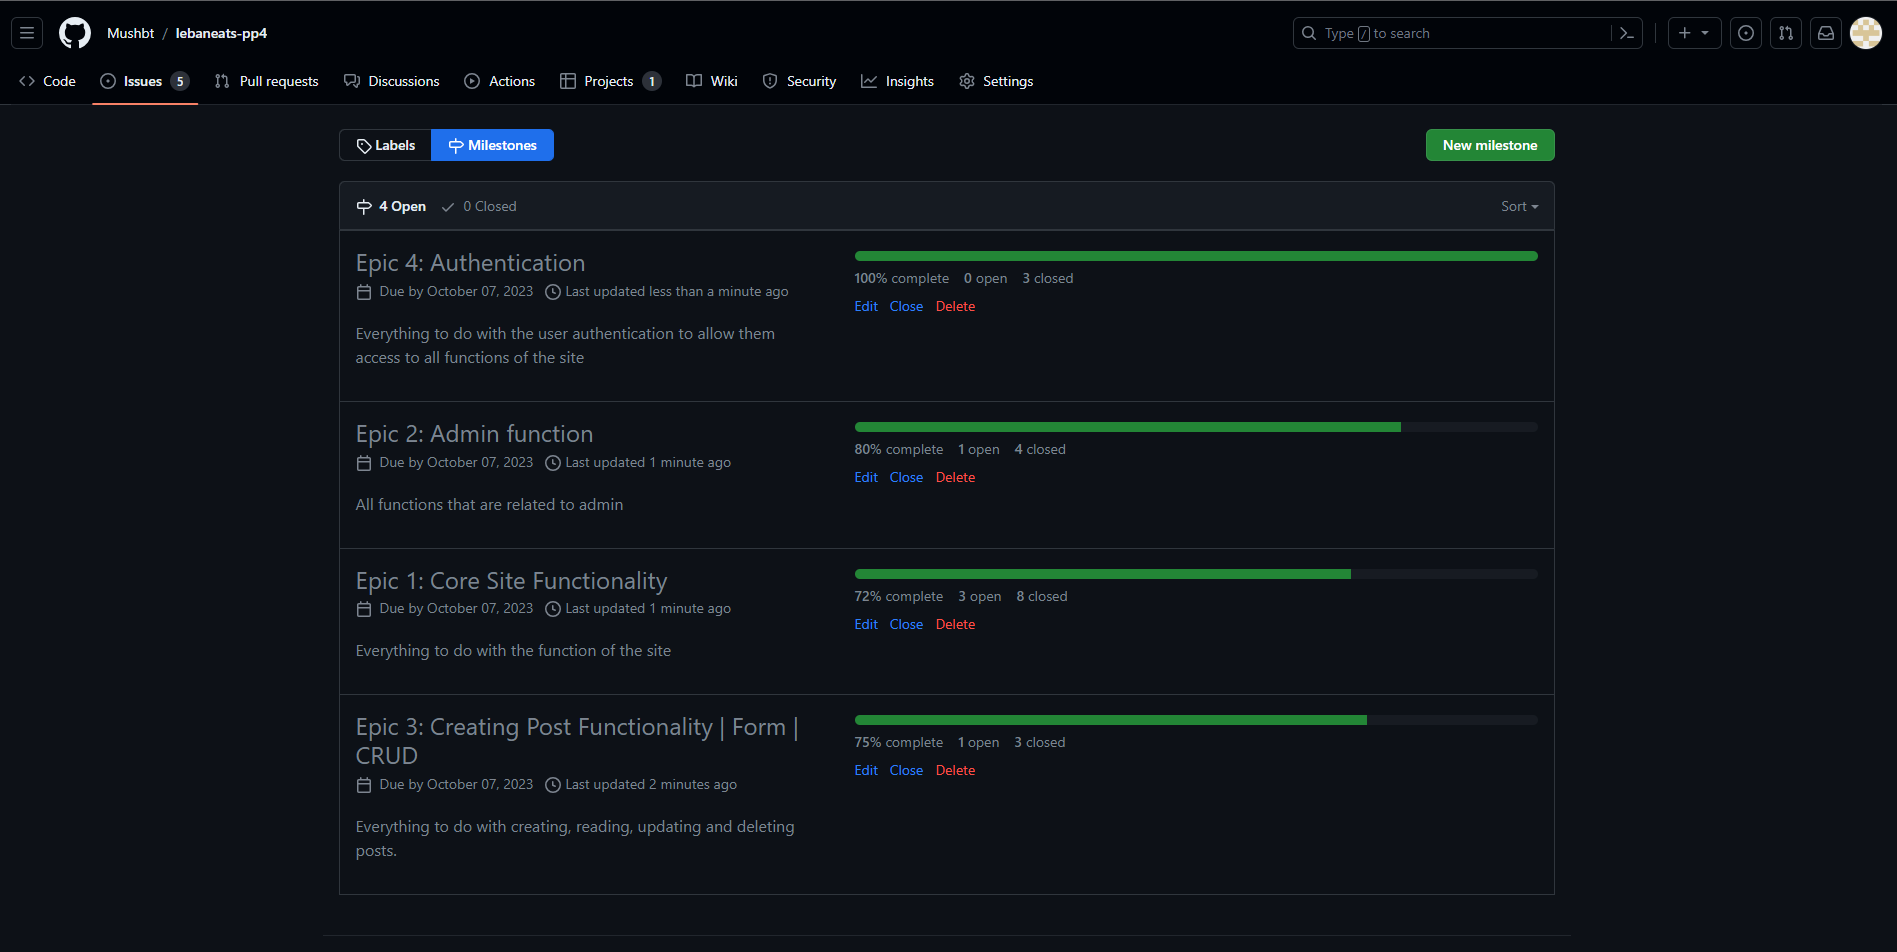 Mushbt / lebaneats-pp4
Type / to search
Code
Issues 5
Pull requests
Discussions
Actions
Projects 1
Wiki
Security
Insights
Settings
Labels
Milestones
New milestone
4 Open
0 Closed
Sort
Epic 4: Authentication
Due by October 07, 2023 Last updated less than a minute ago
Everything to do with the user authentication to allow them
access to all functions of the site
100% complete 0 open 3 closed
Edit Close Delete
Epic 2: Admin function
Due by October 07, 2023 Last updated 1 minute ago
All functions that are related to admin
80% complete 1 open 4 closed
Edit Close Delete
Epic 1: Core Site Functionality
Due by October 07, 2023 Last updated 1 minute ago
Everything to do with the function of the site
72% complete 3 open 8 closed
Edit Close Delete
Epic 3: Creating Post Functionality | Form |
CRUD
Due by October 07, 2023 Last updated 2 minutes ago
Everything to do with creating, reading, updating and deleting
posts.
75% complete 1 open 3 closed
Edit Close Delete